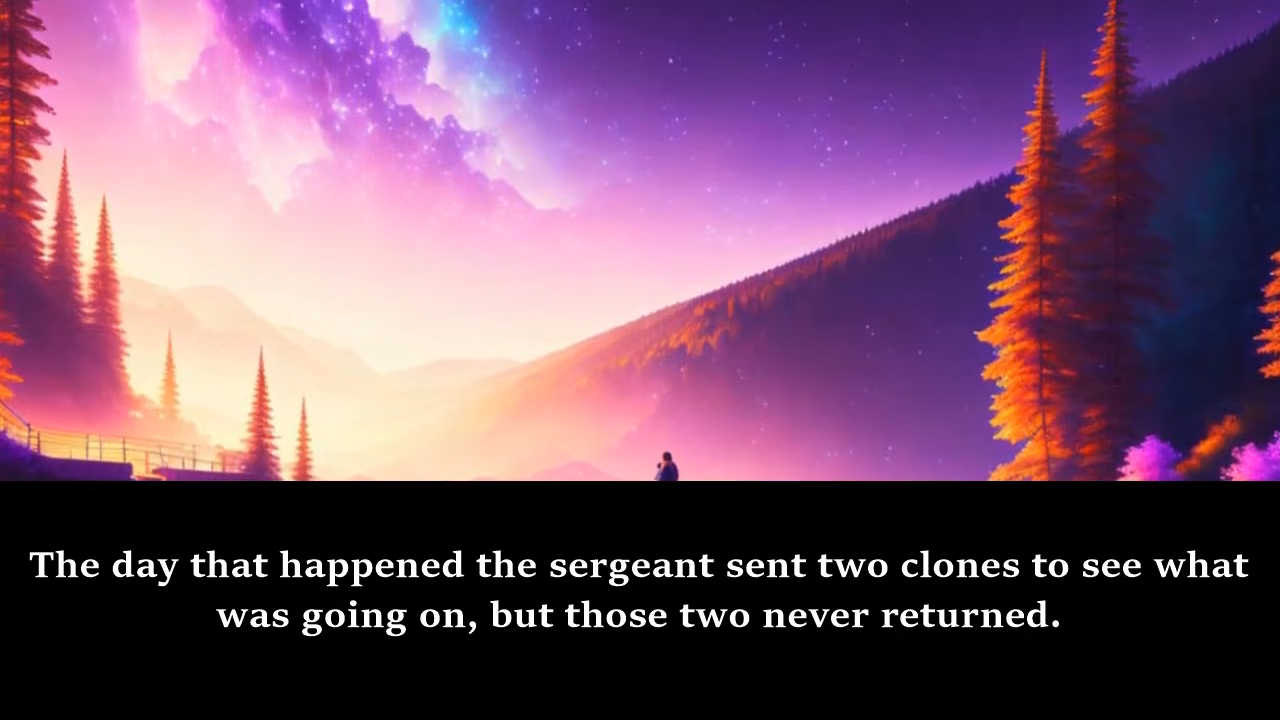 The day that happened the sergeant sent two clones to see what
was going on, but those two never returned.